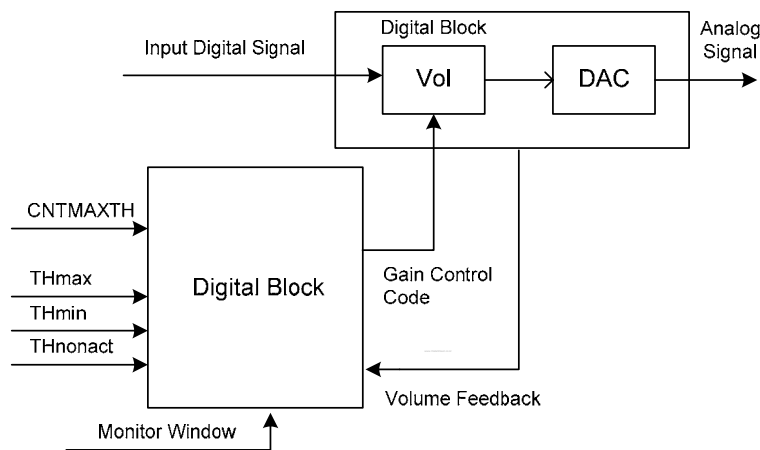 Digital Block
Analog
Signal
Input Digital Signal
Vol
DAC
CNTMAXTH
THmax
THmin
THnonact
Digital Block
Gain Control
Code
Volume Feedback
Monitor Window